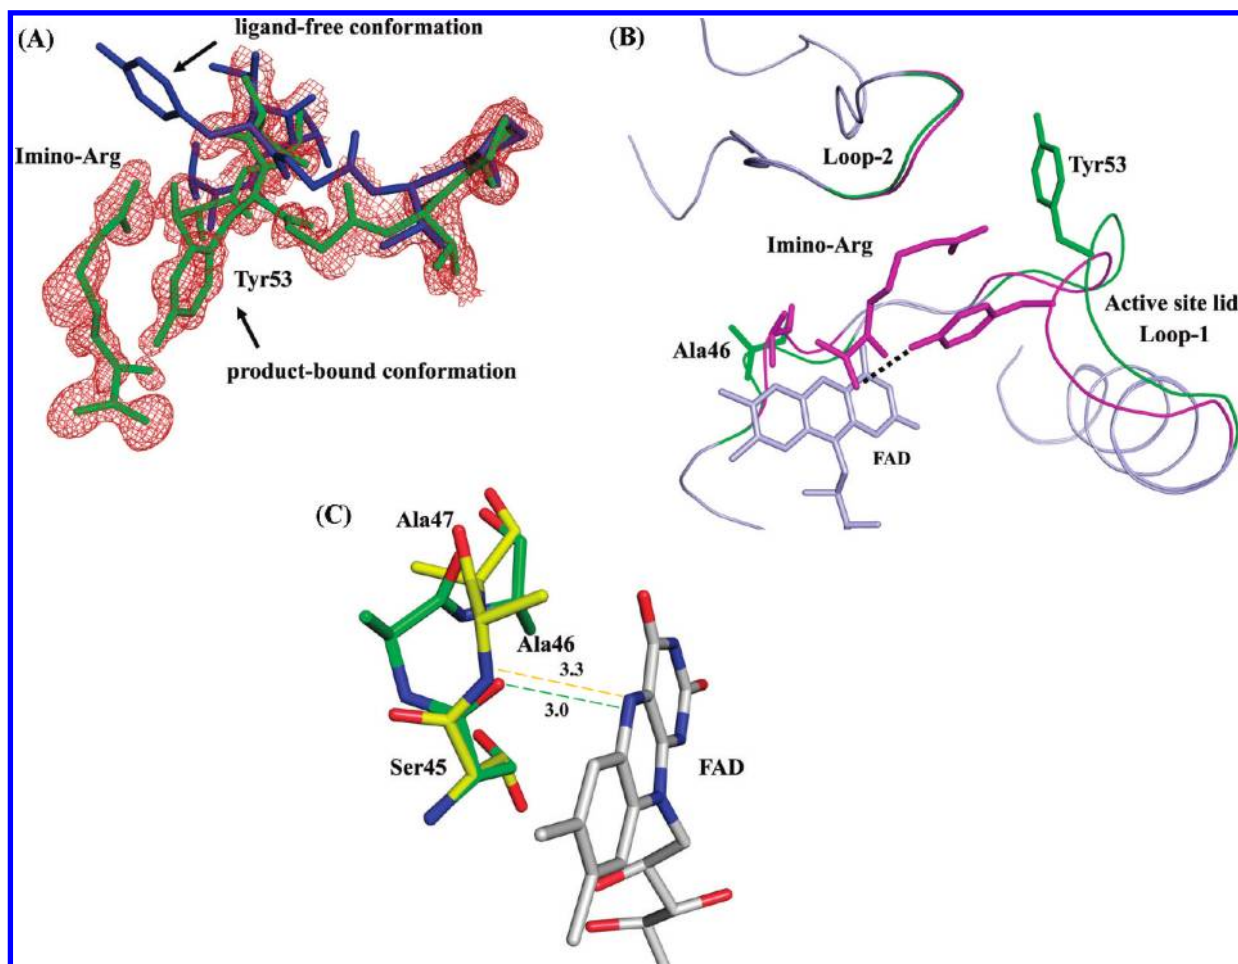 (A)
ligand-free conformation
Imino-Arg
Tyr53
product-bound conformation
(B)
Loop-2
Tyr53
Imino-Arg
Active site lid
Loop-1
Ala46
FAD
(C)
Ala47
Ala46
3.3
3.0
Ser45
FAD